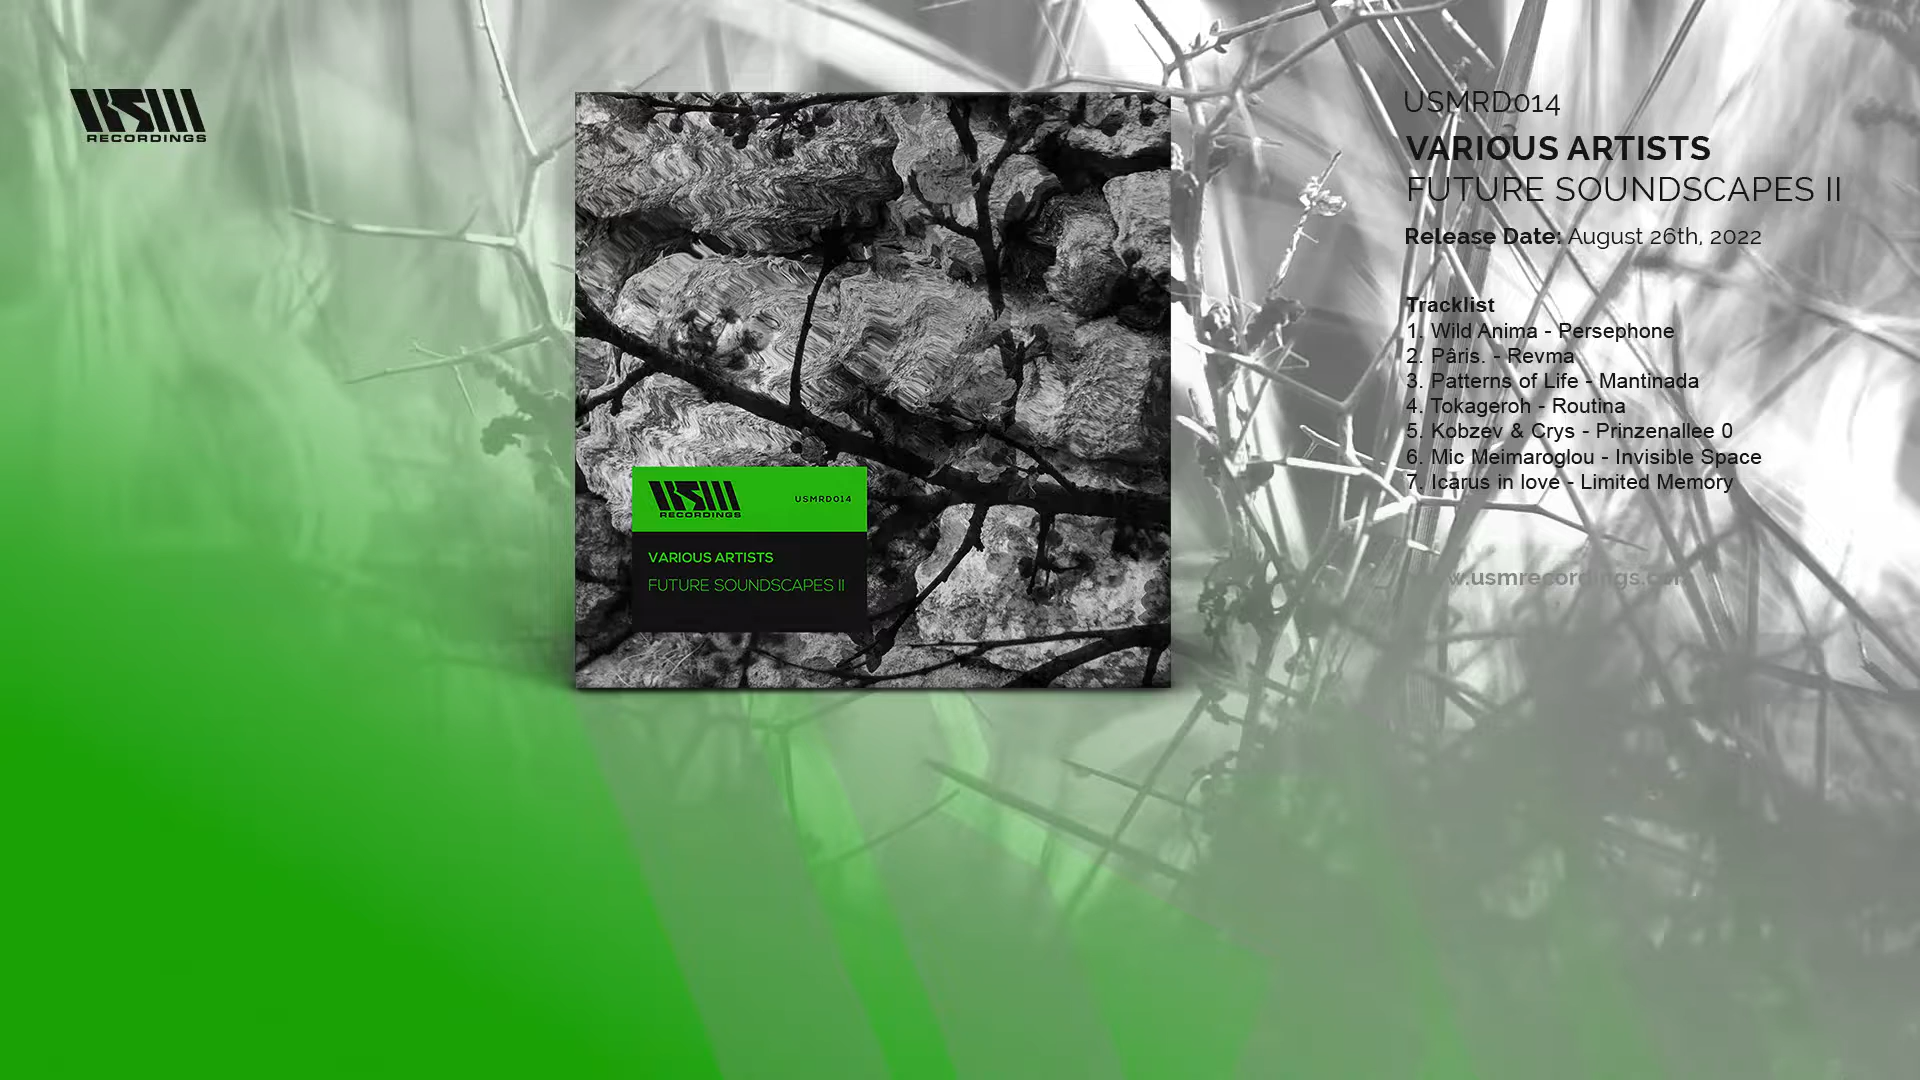 USM
RECORDINGS
USM
RECORDINGS
USMRD014
VARIOUS ARTISTS
FUTURE SOUNDSCAPES II
USMRD014
VARIOUS ARTISTS
FUTURE SOUNDSCAPES II
Release Date: August 26th, 2022
Tracklist
1. Wild Anima - Persephone
2. Pâris. - Revma
3. Patterns of Life - Mantinada
4. Tokageroh - Routina
5. Kobzev & Crys - Prinzenallee 0
6. Mic Meimaroglou - Invisible Space
7. Icarus in love - Limited Memory
w.usmrecordings.com